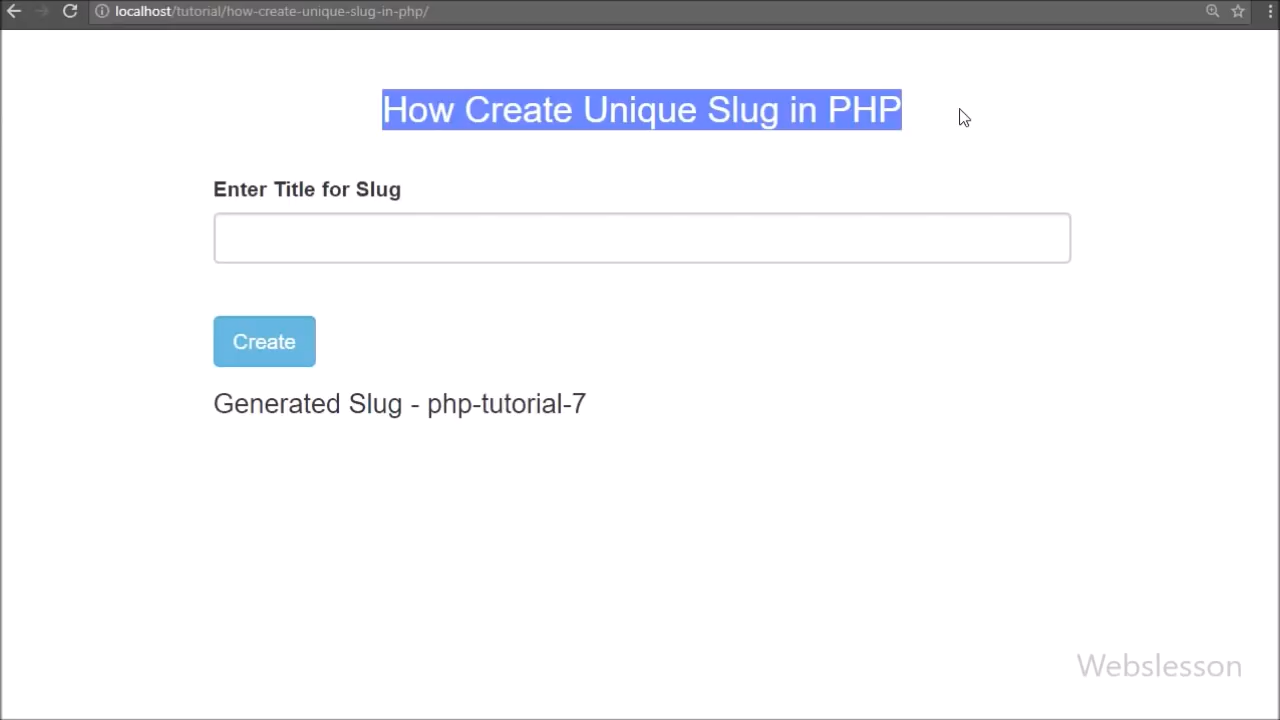 localhost/tutorial/how-create-unique-slug-in-php/
How Create Unique Slug in PHP
Enter Title for Slug
Create
Generated Slug - php-tutorial-7
Webslesson